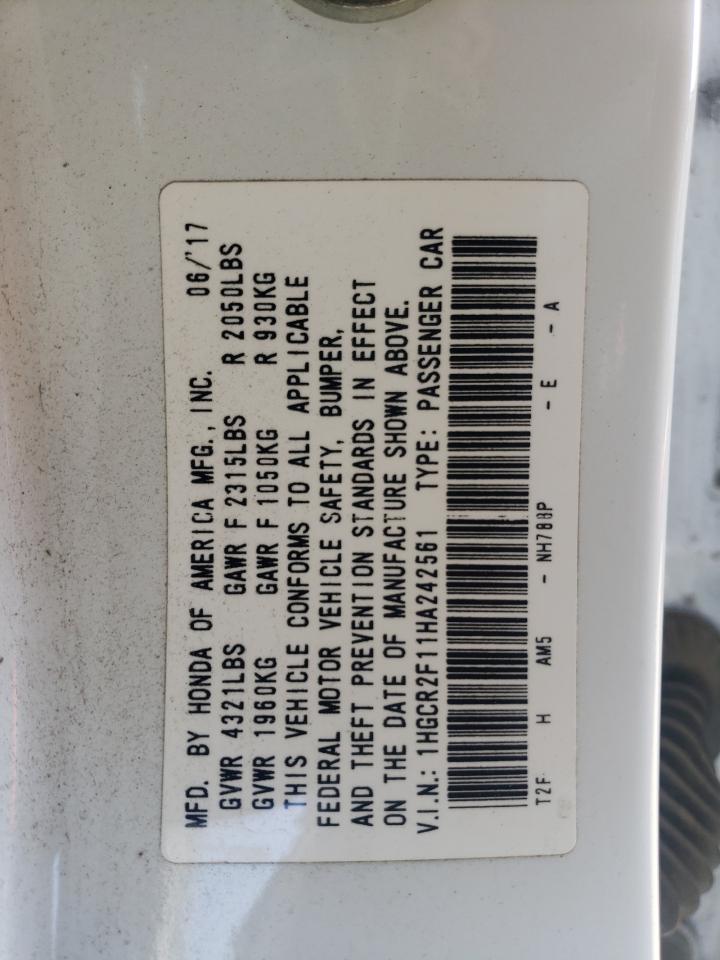 MFD. BY HONDA OF AMERICA MFG., INC. 06/'17
GVWR 4321LBS GAWR F 2315LBS R 2050LBS
GVWR 1960KG GAWR F 1050KG R 930KG
THIS VEHICLE CONFORMS TO ALL APPLICABLE
FEDERAL MOTOR VEHICLE SAFETY, BUMPER,
AND THEFT PREVENTION STANDARDS IN EFFECT
ON THE DATE OF MANUFACTURE SHOWN ABOVE.
V.I.N.: 1HGCR2F11HA242561 TYPE: PASSENGER CAR
T2F H AM5 - NH788P - E - A